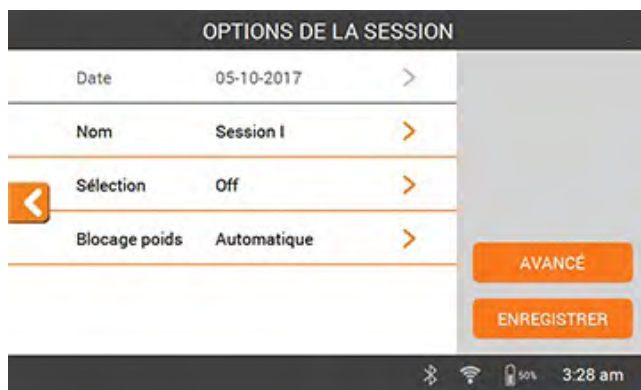 OPTIONS DE LA SESSION
Date 05-10-2017
Nom Session I
Sélection Off
Blocage poids Automatique
AVANCÉ
ENREGISTRER
50% 3:28 am